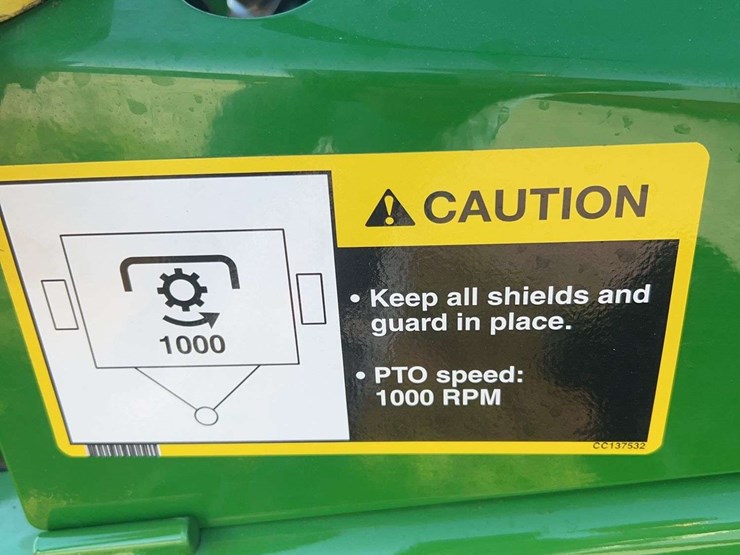 CAUTION
1000
• Keep all shields and
guard in place.
• PTO speed:
1000 RPM
CC137532